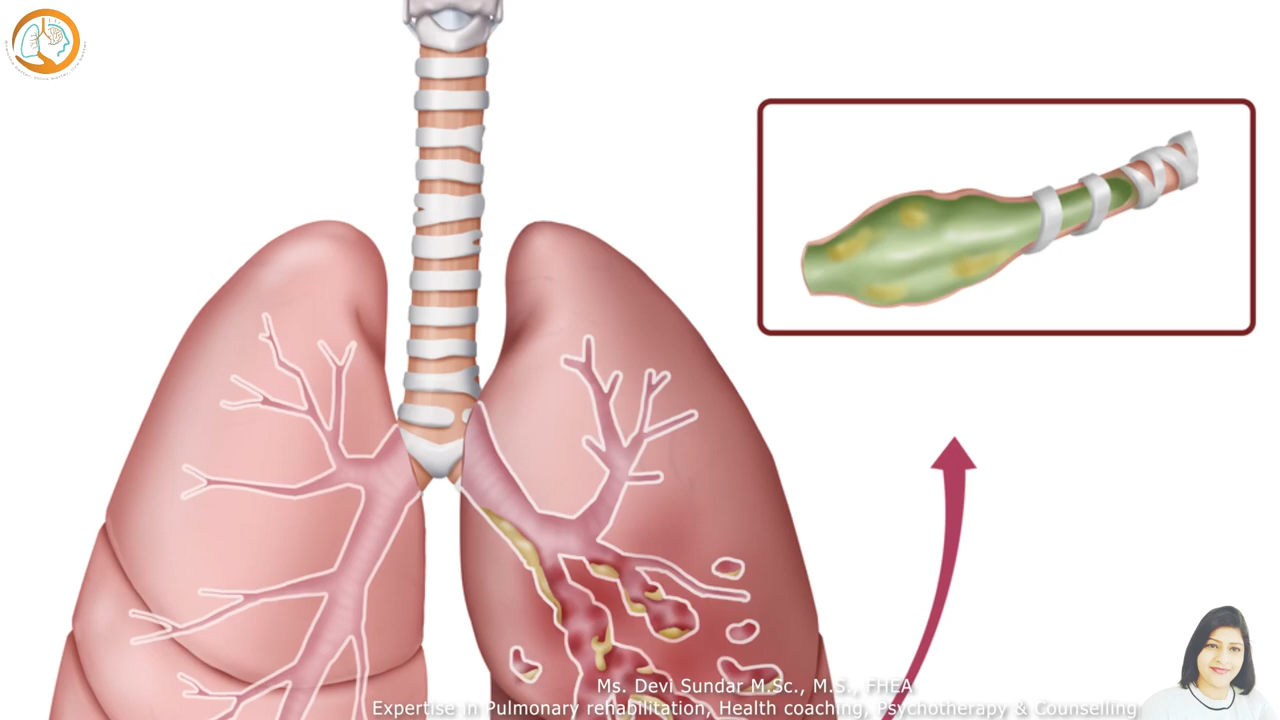 Ms. Devi Sundar M.Sc., M.S., FHEA
Expertise in Pulmonary rehabilitation, Health coaching, Psychotherapy & Counselling